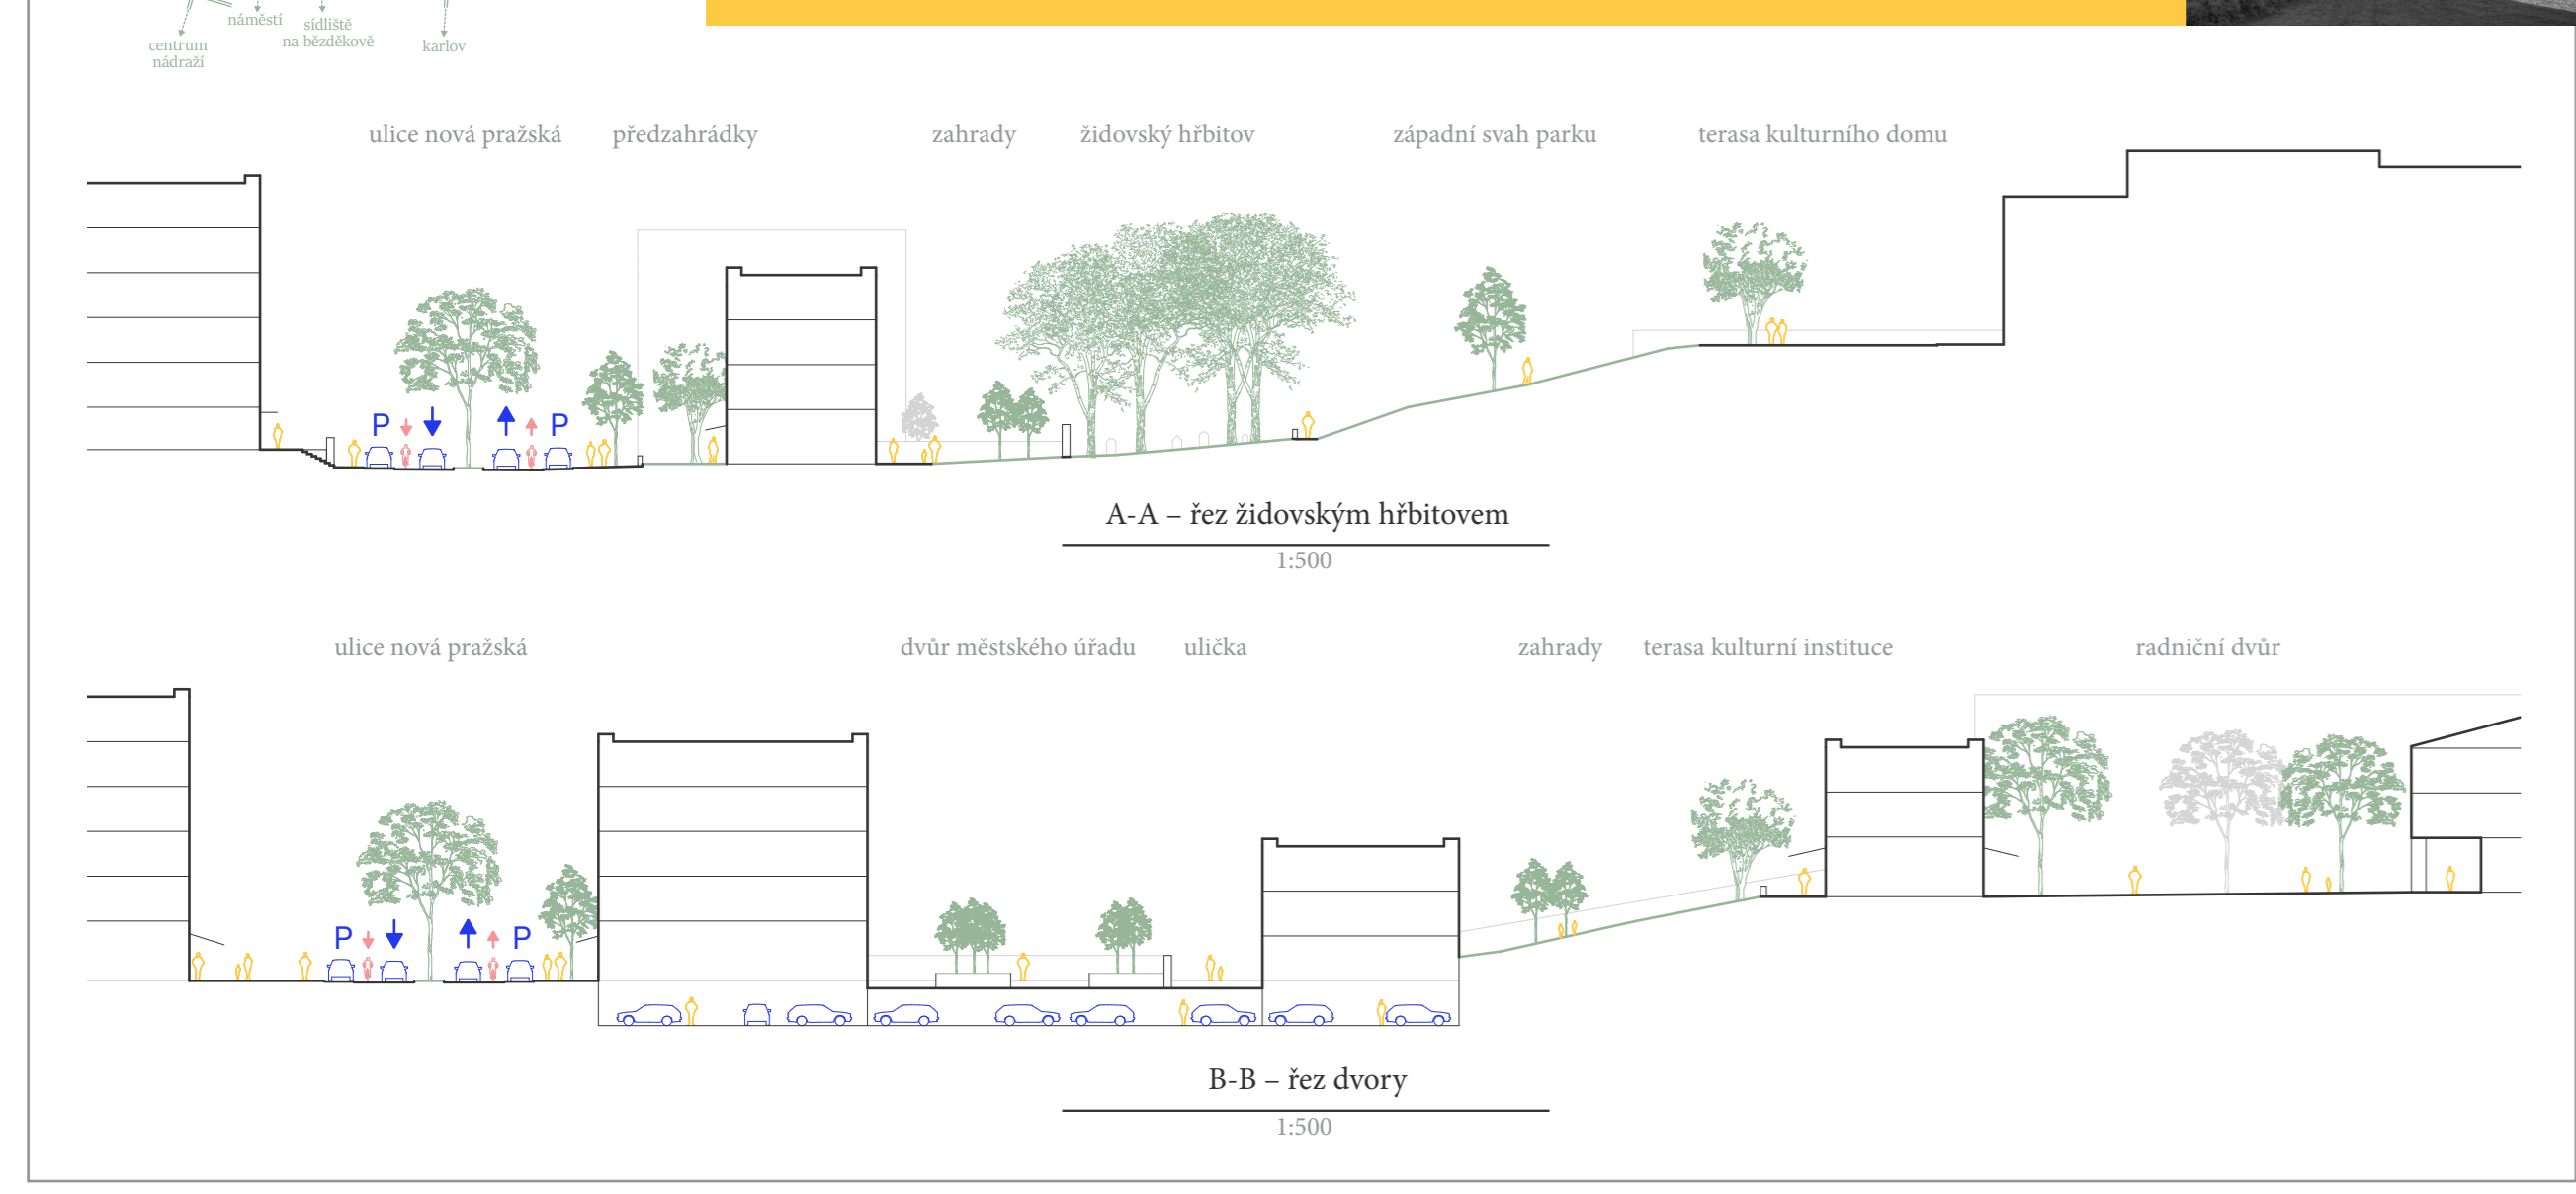 náměstí
sídliště
na bězděkově
centrum
nádraží
karlov
ulice nová pražská předzahrádky zahrady židovský hřbitov západní svah parku terasa kulturního domu
P P
A-A – řez židovským hřbitovem
1:500
ulice nová pražská dvůr městského úřadu ulička zahrady terasa kulturní instituce radniční dvůr
P P
B-B – řez dvory
1:500